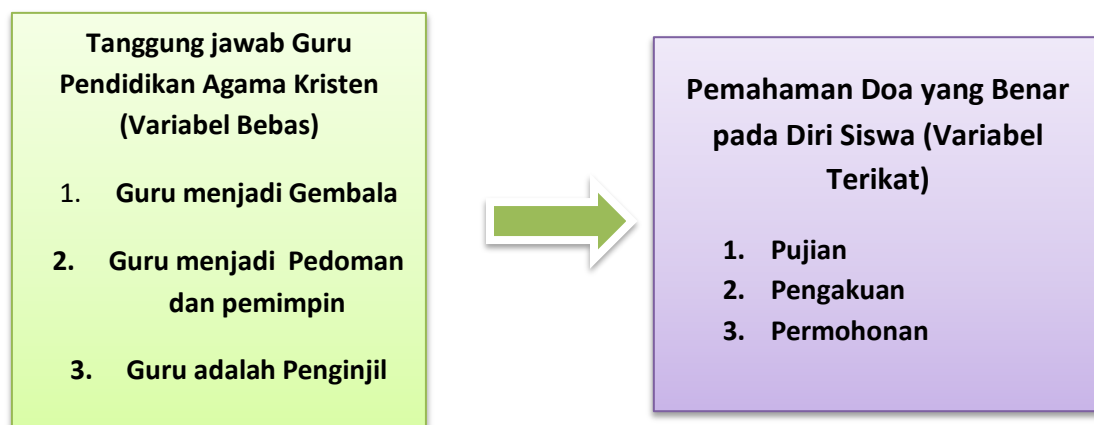 Tanggung jawab Guru
Pendidikan Agama Kristen
(Variabel Bebas)
1. Guru menjadi Gembala
2. Guru menjadi Pedoman
dan pemimpin
3. Guru adalah Penginjil
Pemahaman Doa yang Benar
pada Diri Siswa (Variabel
Terikat)
1. Pujian
2. Pengakuan
3. Permohonan